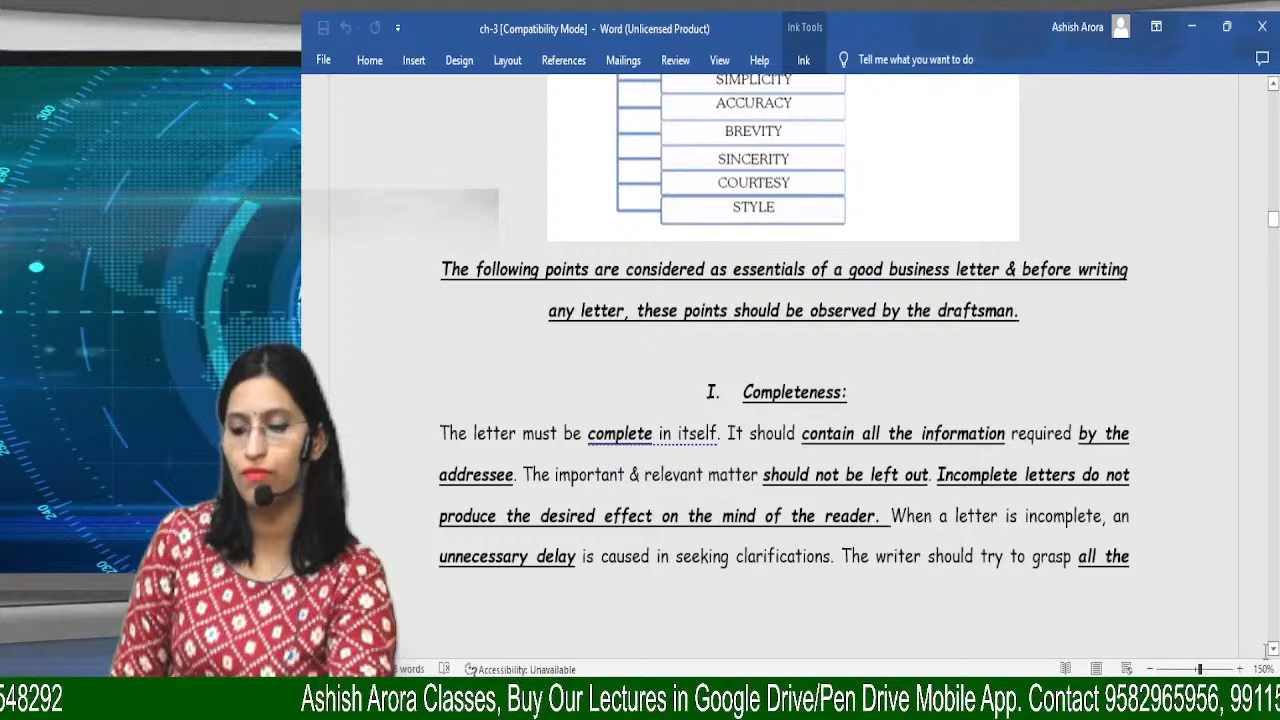 ch-3 [Compatibility Mode] - Word (Unlicensed Product)
Ink Tools
Ashish Arora
File Home Insert Design Layout References Mailings Review View Help Ink Tell me what you want to do
SIMPLICITY
ACCURACY
BREVITY
SINCERITY
COURTESY
STYLE
The following points are considered as essentials of a good business letter & before writing
any letter, these points should be observed by the draftsman.
I. Completeness:
The letter must be complete in itself. It should contain all the information required by the
addressee. The important & relevant matter should not be left out. Incomplete letters do not
produce the desired effect on the mind of the reader. When a letter is incomplete, an
unnecessary delay is caused in seeking clarifications. The writer should try to grasp all the
words Accessibility: Unavailable 150%
548292 Ashish Arora Classes, Buy Our Lectures in Google Drive/Pen Drive Mobile App. Contact 9582965956, 99115
300
240
230